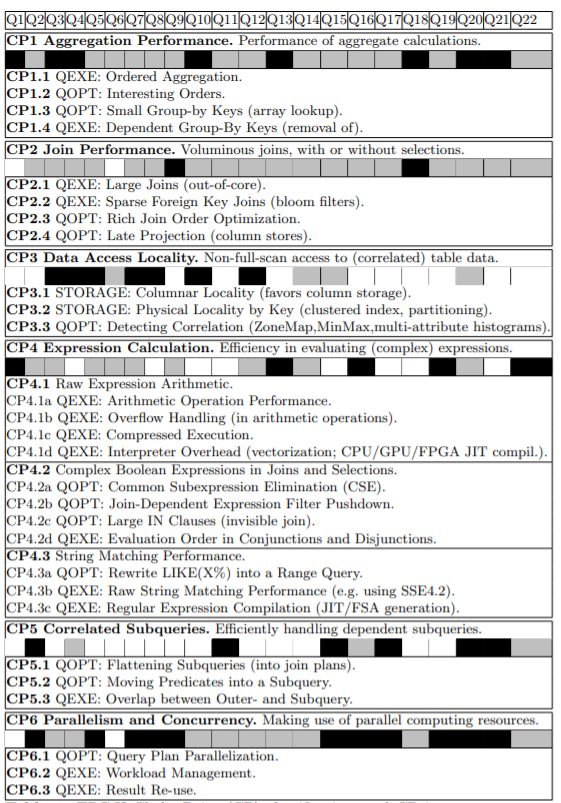 Q1 Q2 Q3 Q4 Q5 Q6 Q7 Q8 Q9 Q10 Q11 Q12 Q13 Q14 Q15 Q16 Q17 Q18 Q19 Q20 Q21 Q22
CP1 Aggregation Performance. Performance of aggregate calculations.
CP1.1 QEXE: Ordered Aggregation.
CP1.2 QOPT: Interesting Orders.
CP1.3 QOPT: Small Group-by Keys (array lookup).
CP1.4 QEXE: Dependent Group-By Keys (removal of).
CP2 Join Performance. Voluminous joins, with or without selections.
CP2.1 QEXE: Large Joins (out-of-core).
CP2.2 QEXE: Sparse Foreign Key Joins (bloom filters).
CP2.3 QOPT: Rich Join Order Optimization.
CP2.4 QOPT: Late Projection (column stores).
CP3 Data Access Locality. Non-full-scan access to (correlated) table data.
CP3.1 STORAGE: Columnar Locality (favors column storage).
CP3.2 STORAGE: Physical Locality by Key (clustered index, partitioning).
CP3.3 QOPT: Detecting Correlation (ZoneMap,MinMax,multi-attribute histograms).
CP4 Expression Calculation. Efficiency in evaluating (complex) expressions.
CP4.1 Raw Expression Arithmetic.
CP4.1a QEXE: Arithmetic Operation Performance.
CP4.1b QEXE: Overflow Handling (in arithmetic operations).
CP4.1c QEXE: Compressed Execution.
CP4.1d QEXE: Interpreter Overhead (vectorization; CPU/GPU/FPGA JIT compil.).
CP4.2 Complex Boolean Expressions in Joins and Selections.
CP4.2a QOPT: Common Subexpression Elimination (CSE).
CP4.2b QOPT: Join-Dependent Expression Filter Pushdown.
CP4.2c QOPT: Large IN Clauses (invisible join).
CP4.2d QEXE: Evaluation Order in Conjunctions and Disjunctions.
CP4.3 String Matching Performance.
CP4.3a QOPT: Rewrite LIKE(X%) into a Range Query.
CP4.3b QEXE: Raw String Matching Performance (e.g. using SSE4.2).
CP4.3c QEXE: Regular Expression Compilation (JIT/FSA generation).
CP5 Correlated Subqueries. Efficiently handling dependent subqueries.
CP5.1 QOPT: Flattening Subqueries (into join plans).
CP5.2 QOPT: Moving Predicates into a Subquery.
CP5.3 QEXE: Overlap between Outer- and Subquery.
CP6 Parallelism and Concurrency. Making use of parallel computing resources.
CP6.1 QOPT: Query Plan Parallelization.
CP6.2 QEXE: Workload Management.
CP6.3 QEXE: Result Re-use.